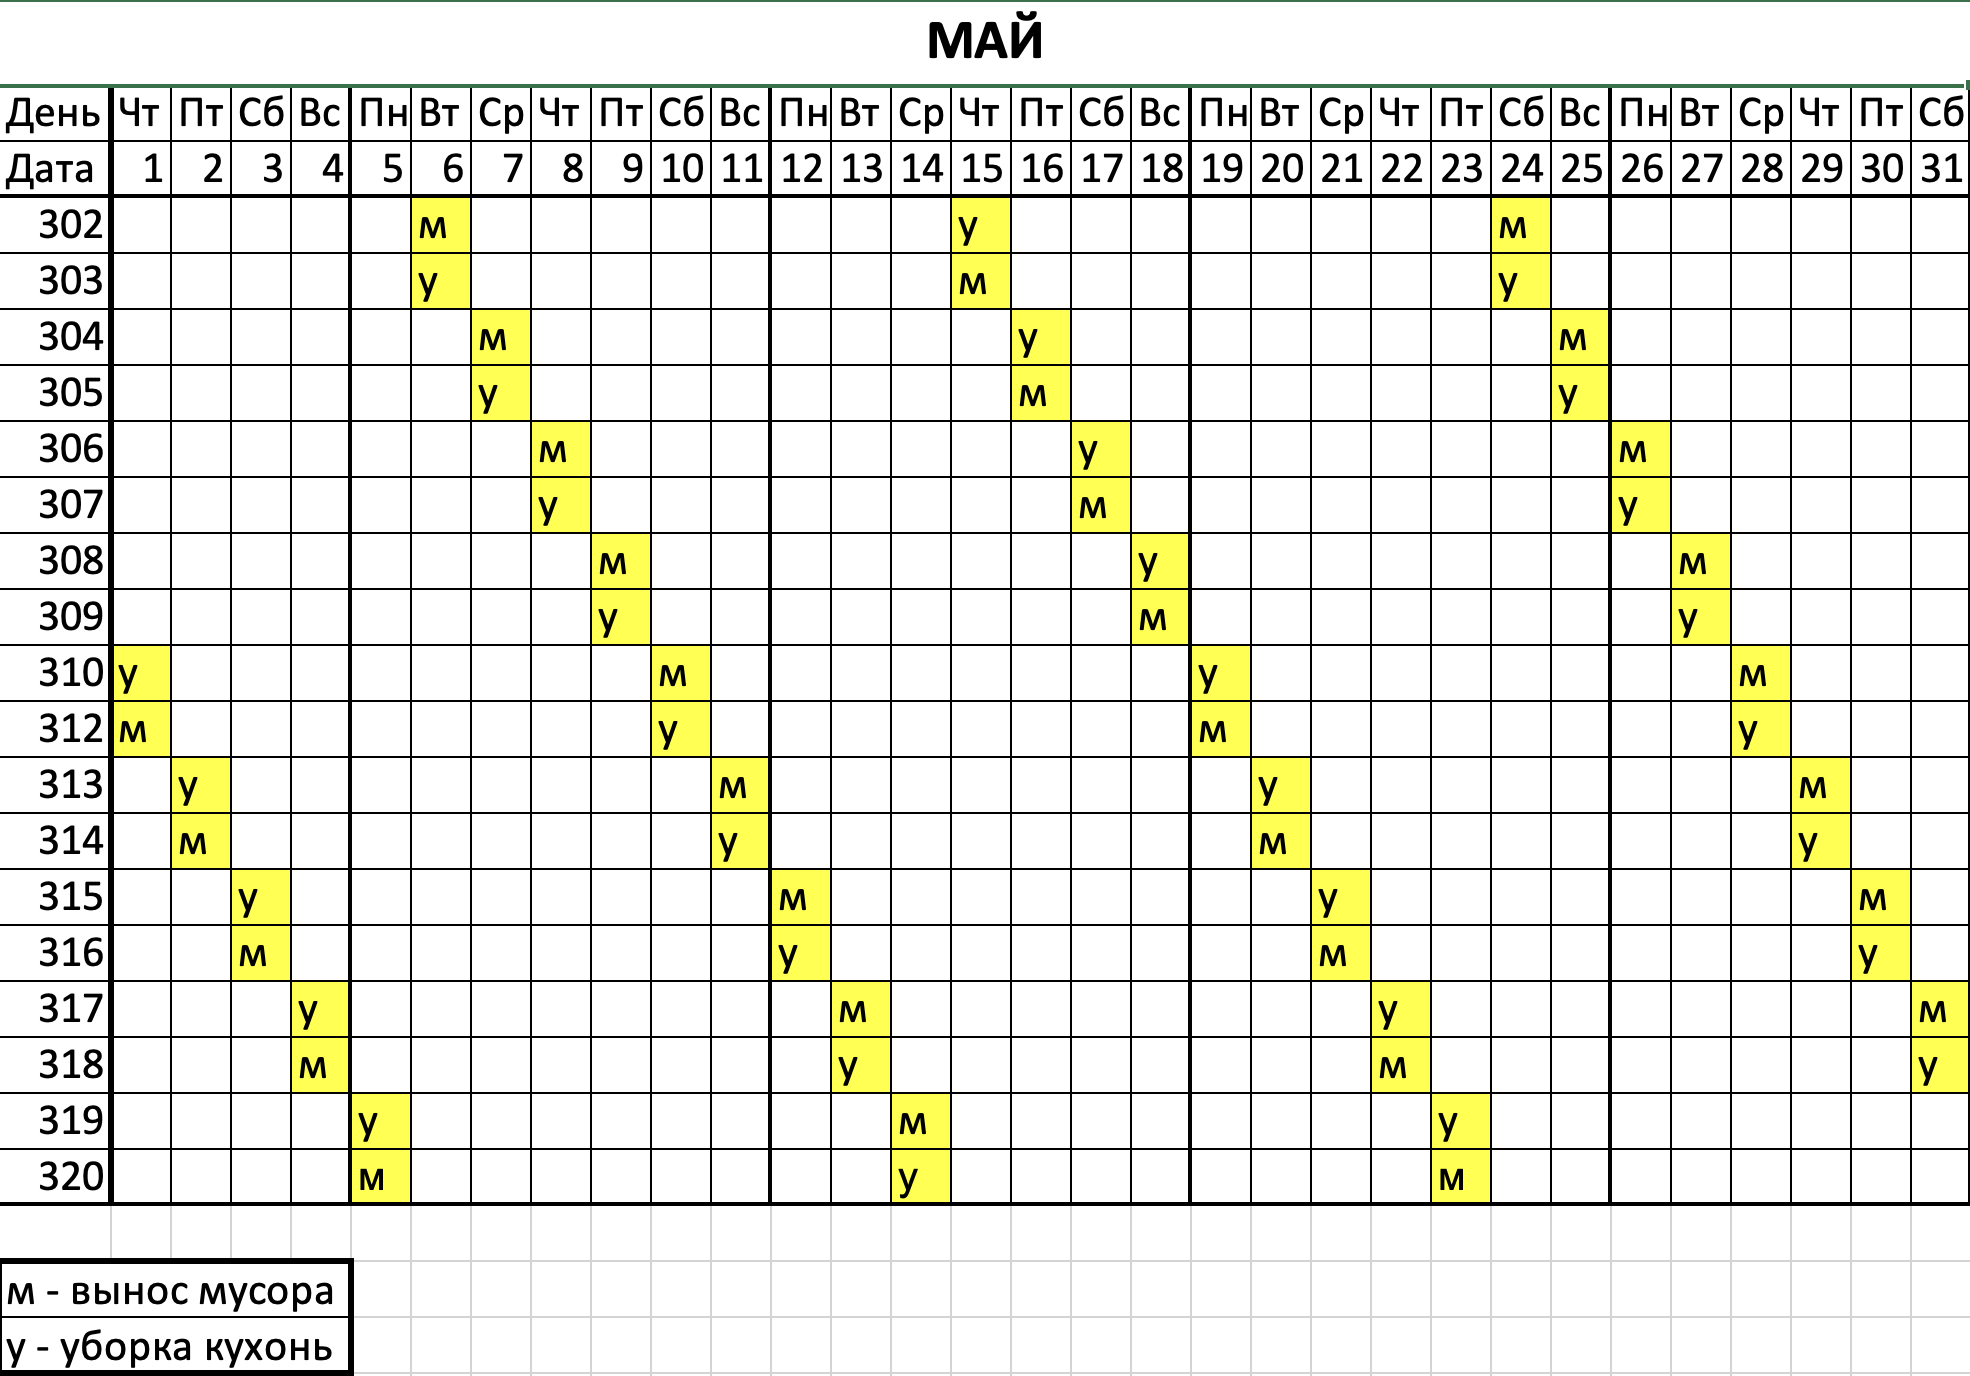 МАЙ
День Чт Пт Сб Вс Пн Вт Ср Чт Пт Сб Вс Пн Вт Ср Чт Пт Сб Вс Пн Вт Ср Чт Пт Сб Вс Пн Вт Ср Чт Пт Сб
Дата 1 2 3 4 5 6 7 8 9 10 11 12 13 14 15 16 17 18 19 20 21 22 23 24 25 26 27 28 29 30 31
302 м у м
303 у м у
304 м у м
305 у м у
306 м у м
307 у м у
308 м у м
309 у м у
310 у м у м
312 м у м у
313 у м у м
314 м у м у
315 у м у м
316 м у м у
317 у м у м
318 м у м у
319 у м у
320 м у м
м - вынос мусора
у - уборка кухонь